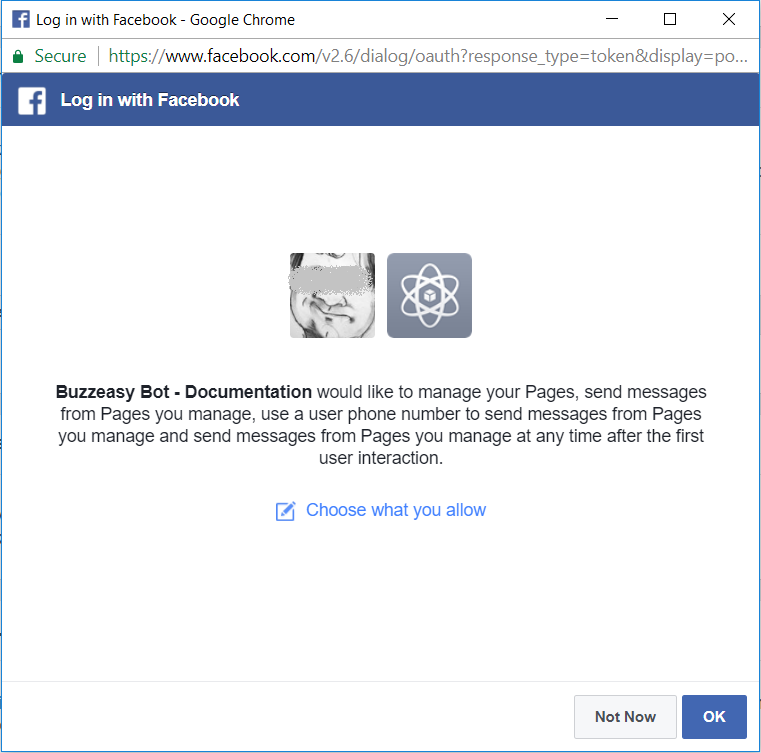 Log in with Facebook - Google Chrome
Secure https://www.facebook.com/v2.6/dialog/oauth?response_type=token&display=po...
Log in with Facebook
Buzzeasy Bot - Documentation would like to manage your Pages, send messages
from Pages you manage, use a user phone number to send messages from Pages
you manage and send messages from Pages you manage at any time after the first
user interaction.
Choose what you allow
Not Now OK